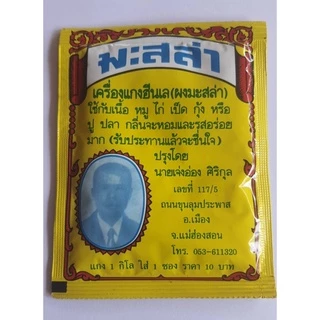 มะสล่า
เครื่องแกงฮินเล(ผงมะสล่า)
ใช้กับเนื้อ หมู ไก่ เป็ด กุ้ง หรือ
ปู ปลา กลิ่นจะหอมและรสอร่อย
มาก (รับประทานแล้วจะชื่นใจ)
ปรุงโดย
นายเจ่งอ่อง ศิริกุล
เลขที่ 117/5
ถนนขุนลุมประพาส
อ.เมือง
จ.แม่ฮ่องสอน
โทร. 053-611320
แกง 1 กิโล ใส่ 1 ซอง ราคา 10 บาท